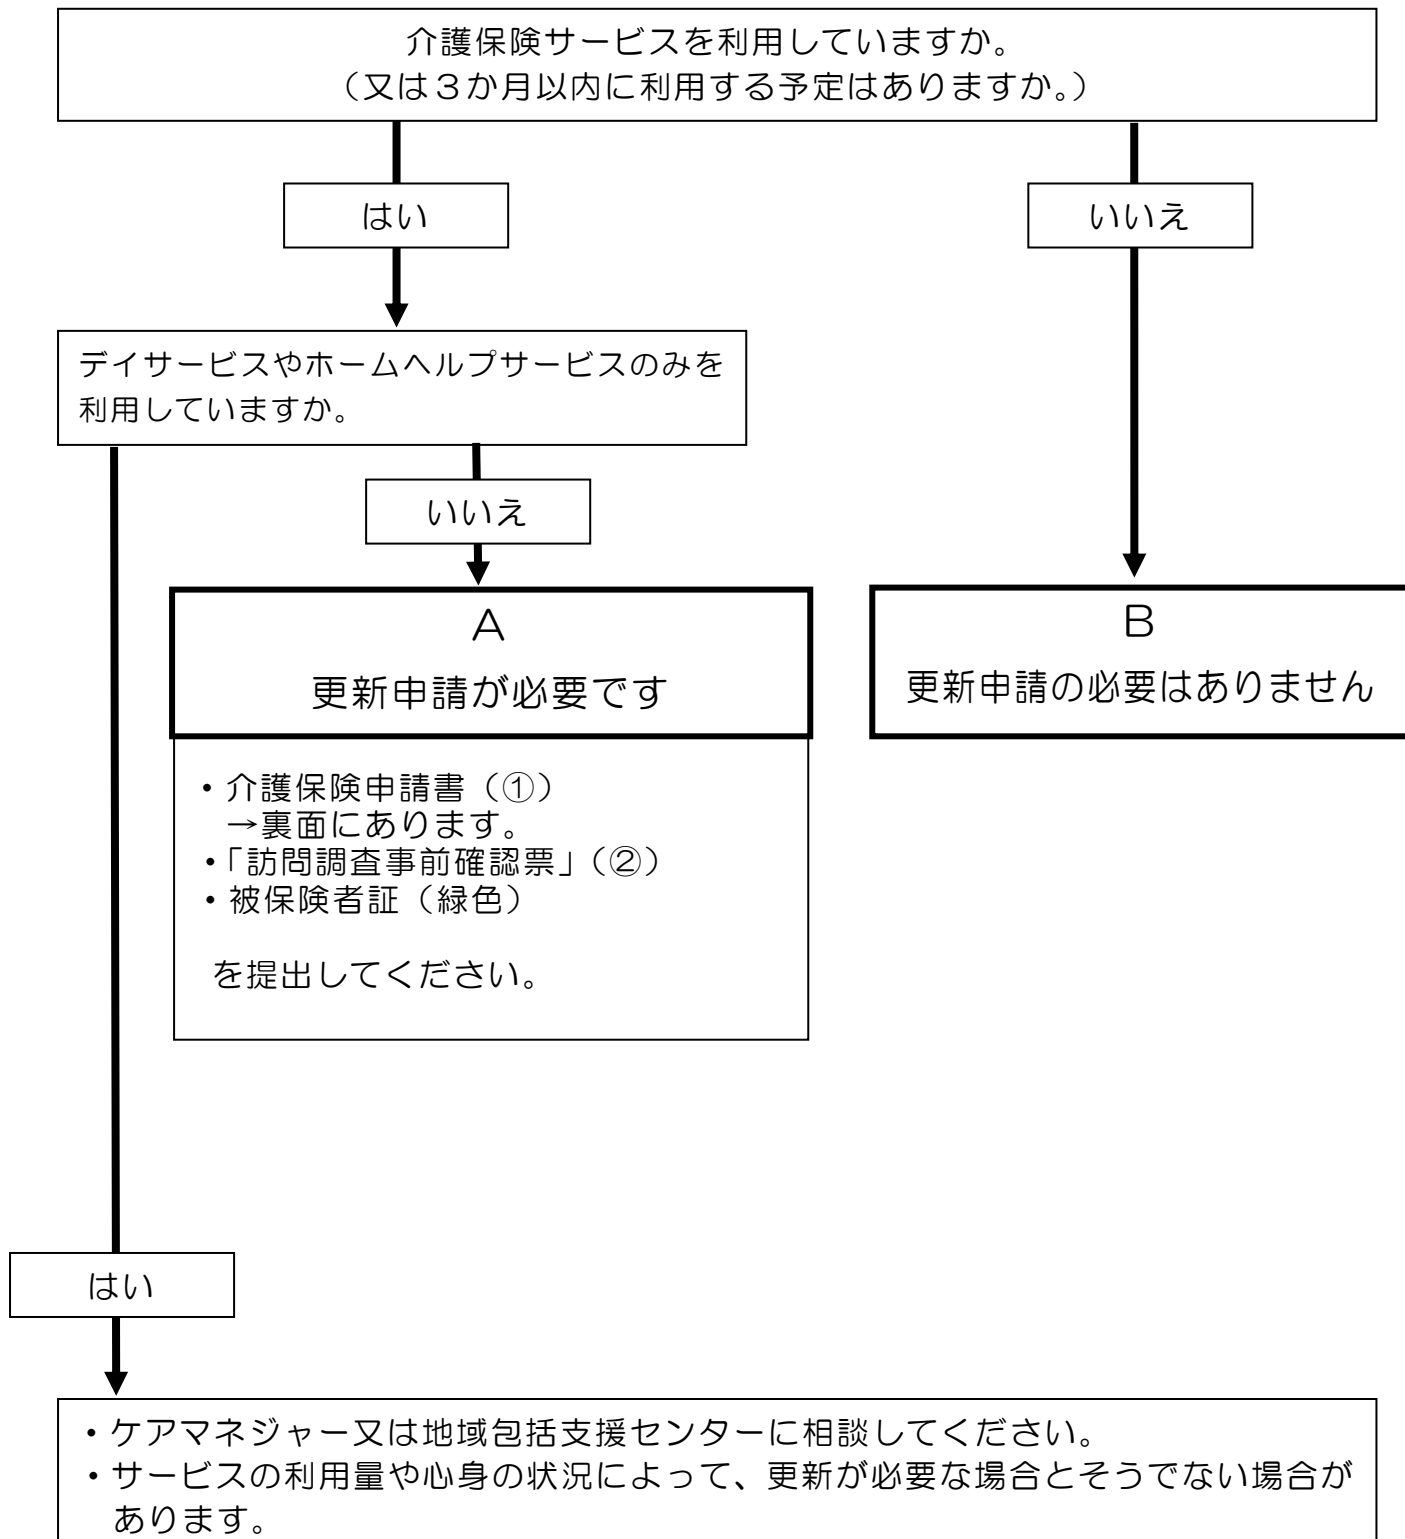 介護保険サービスを利用していますか。
(又は３か月以内に利用する予定はありますか。)
はい
いいえ
デイサービスやホームヘルプサービスのみを
利用していますか。
いいえ
A
更新申請が必要です
B
更新申請の必要はありません
・介護保険申請書（①）
→裏面にあります。
・「訪問調査事前確認票」（②）
・被保険者証（緑色）
を提出してください。
はい
・ケアマネジャー又は地域包括支援センターに相談してください。
・サービスの利用量や心身の状況によって、更新が必要な場合とそうでない場合が
あります。